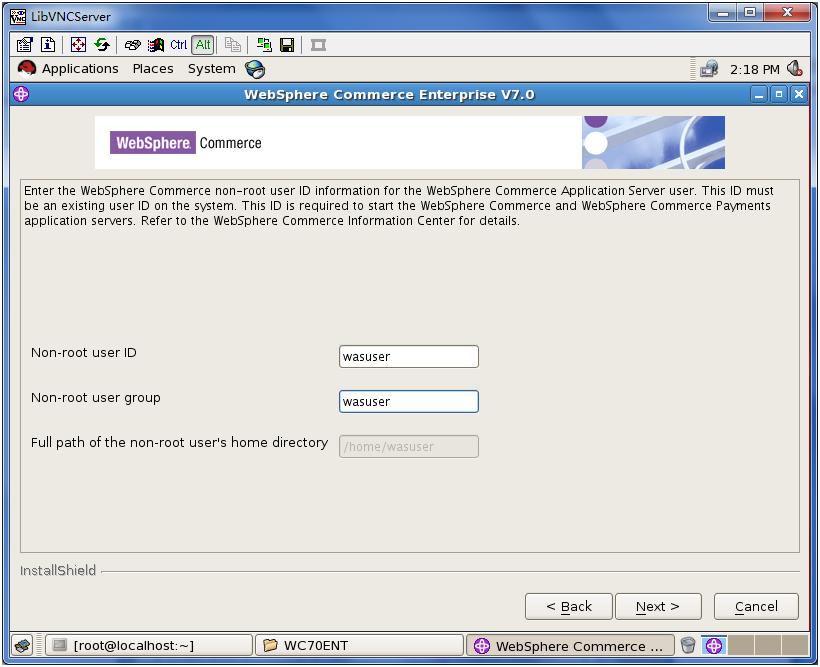 LibVNCServer
Ctrl Alt
Applications Places System 2:18 PM
WebSphere Commerce Enterprise V7.0
WebSphere. Commerce
Enter the WebSphere Commerce non-root user ID information for the WebSphere Commerce Application Server user. This ID must
be an existing user ID on the system. This ID is required to start the WebSphere Commerce and WebSphere Commerce Payments
application servers. Refer to the WebSphere Commerce Information Center for details.
Non-root user ID wasuser
Non-root user group wasuser
Full path of the non-root user's home directory /home/wasuser
InstallShield
< Back Next > Cancel
[root@localhost:~] WC70ENT WebSphere Commerce ...